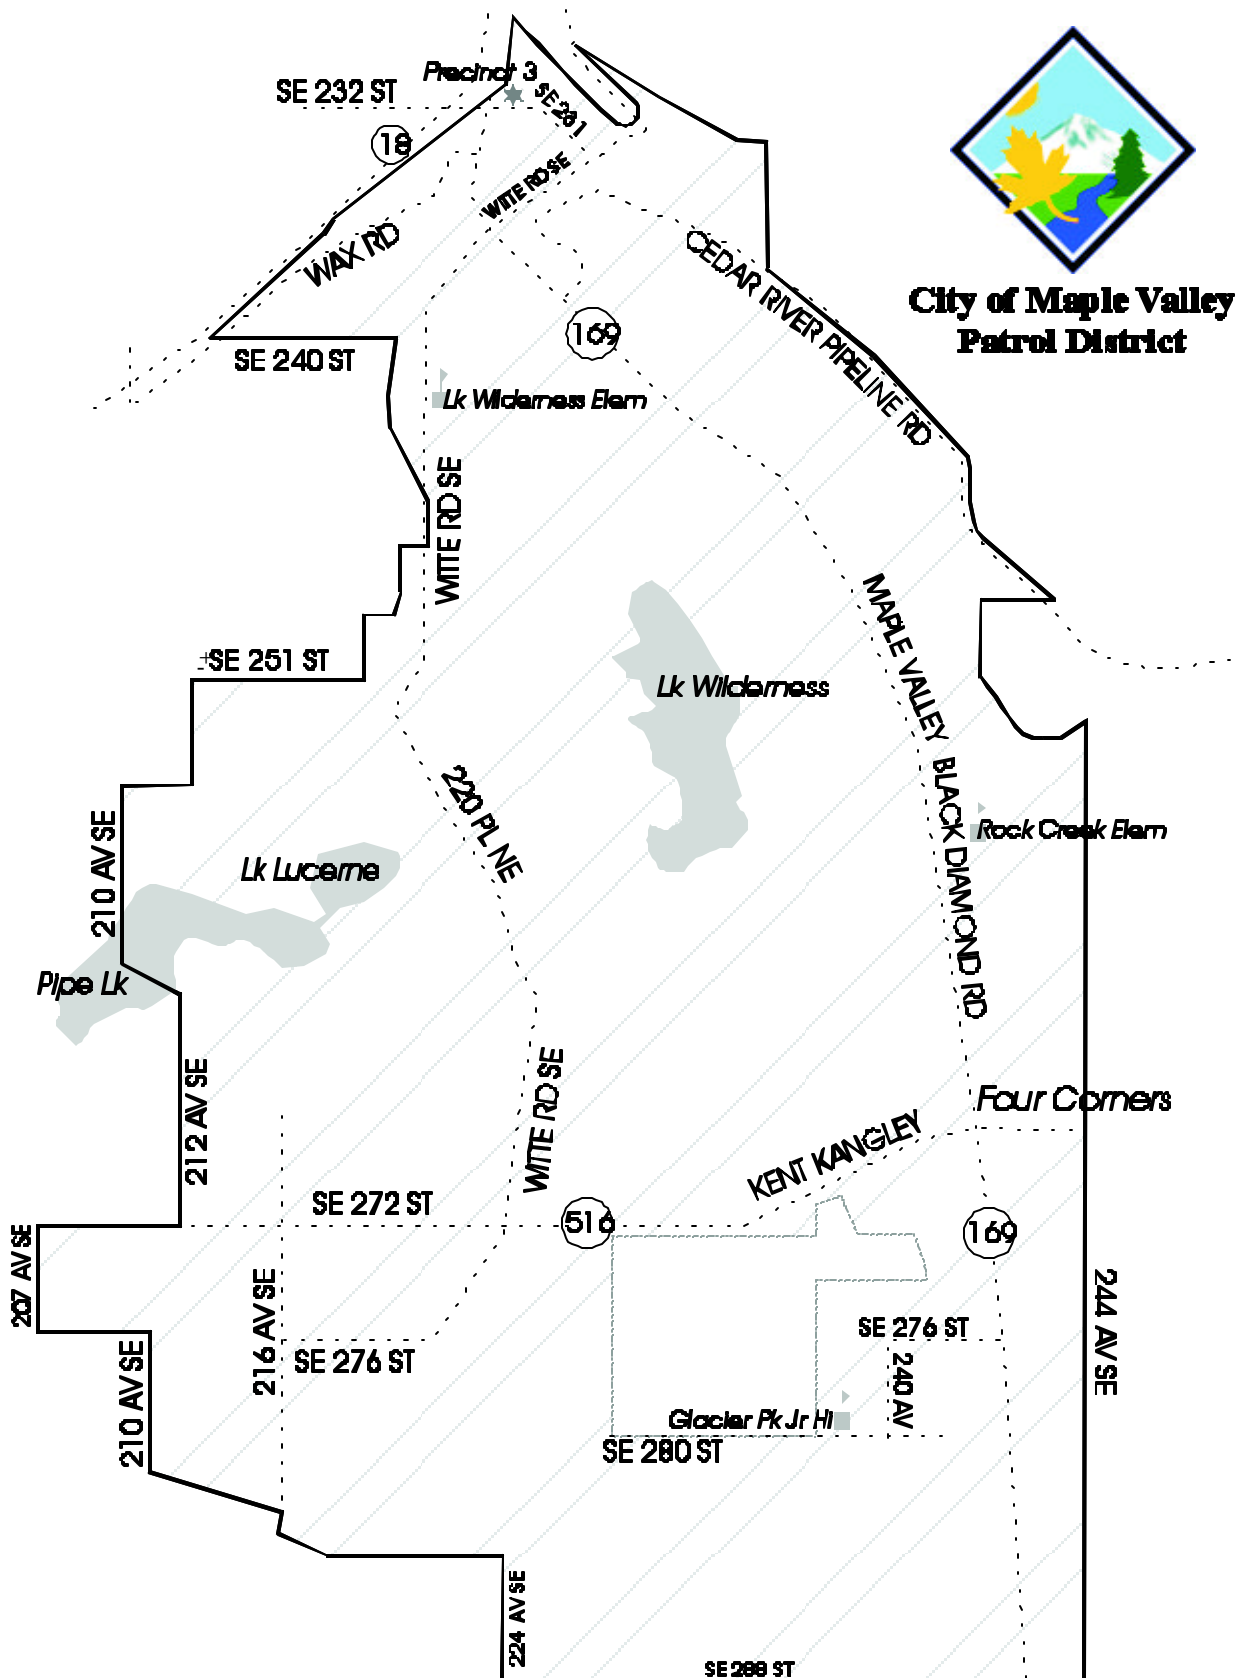 Precinct 3
SE 232 ST
SE 231
18
WITTE RD SE
WAX RD
CEDAR RIVER PIPELINE RD
City of Maple Valley
Patrol District
169
SE 240 ST
Lk Wilderness Elem
WITTE RD SE
MAPLE VALLEY BLACK DIAMOND RD
SE 251 ST
Lk Wilderness
220 PL NE
Rock Creek Elem
210 AV SE
Lk Lucerne
Pipe Lk
212 AV SE
WITTE RD SE
Four Corners
KENT KANGLEY
SE 272 ST
516
169
207 AV SE
216 AV SE
244 AV SE
SE 276 ST
SE 276 ST
240 AV
210 AV SE
Glacier Pk Jr Hi
SE 280 ST
224 AV SE
SE 288 ST